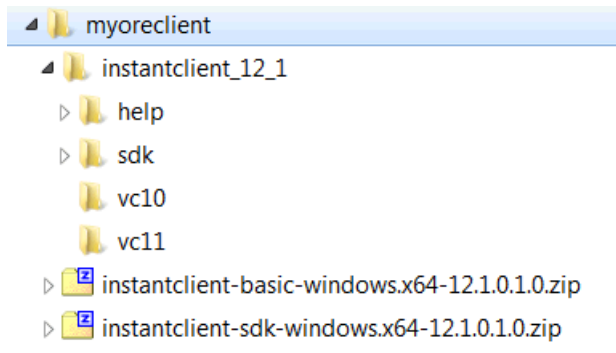 myoreclient
instantclient_12_1
help
sdk
vc10
vc11
instantclient-basic-windows.x64-12.1.0.1.0.zip
instantclient-sdk-windows.x64-12.1.0.1.0.zip